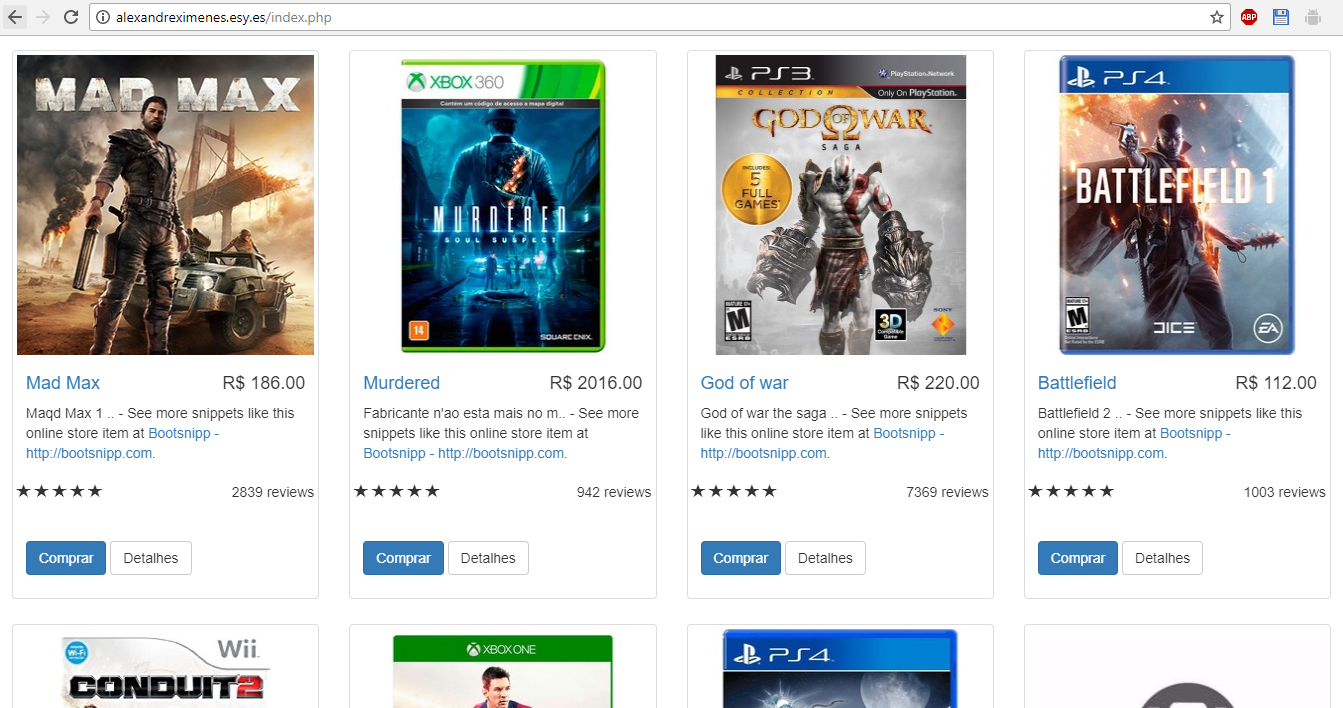 alexandreximenes.esy.es/index.php
ABP
MAD MAX
XBOX 360
Contém um código de acesso a mapa digital
MURDERED
SOUL SUSPECT
14
SQUARE ENIX.
PS3
PlayStation Network
COLLECTION
Only On PlayStation.
GOD OF WAR
SAGA
INCLUDES
5
FULL
GAMES
MATURE 17+
M
ESRB
3D
Compatible
Game
SONY
PS4
BATTLEFIELD 1
MATURE 17+
M
ESRB
DICE
EA
Mad Max
R$ 186.00
Maqd Max 1 .. - See more snippets like this
online store item at Bootsnipp -
http://bootsnipp.com.
★★★★★
2839 reviews
Comprar
Detalhes
Murdered
R$ 2016.00
Fabricante n'ao esta mais no m.. - See more
snippets like this online store item at
Bootsnipp - http://bootsnipp.com.
★★★★★
942 reviews
Comprar
Detalhes
God of war
R$ 220.00
God of war the saga .. - See more snippets
like this online store item at Bootsnipp -
http://bootsnipp.com.
★★★★★
7369 reviews
Comprar
Detalhes
Battlefield
R$ 112.00
Battlefield 2 .. - See more snippets like this
online store item at Bootsnipp -
http://bootsnipp.com.
★★★★★
1003 reviews
Comprar
Detalhes
Wi-Fi
Wii
CONDUIT2
XBOX ONE
PS4